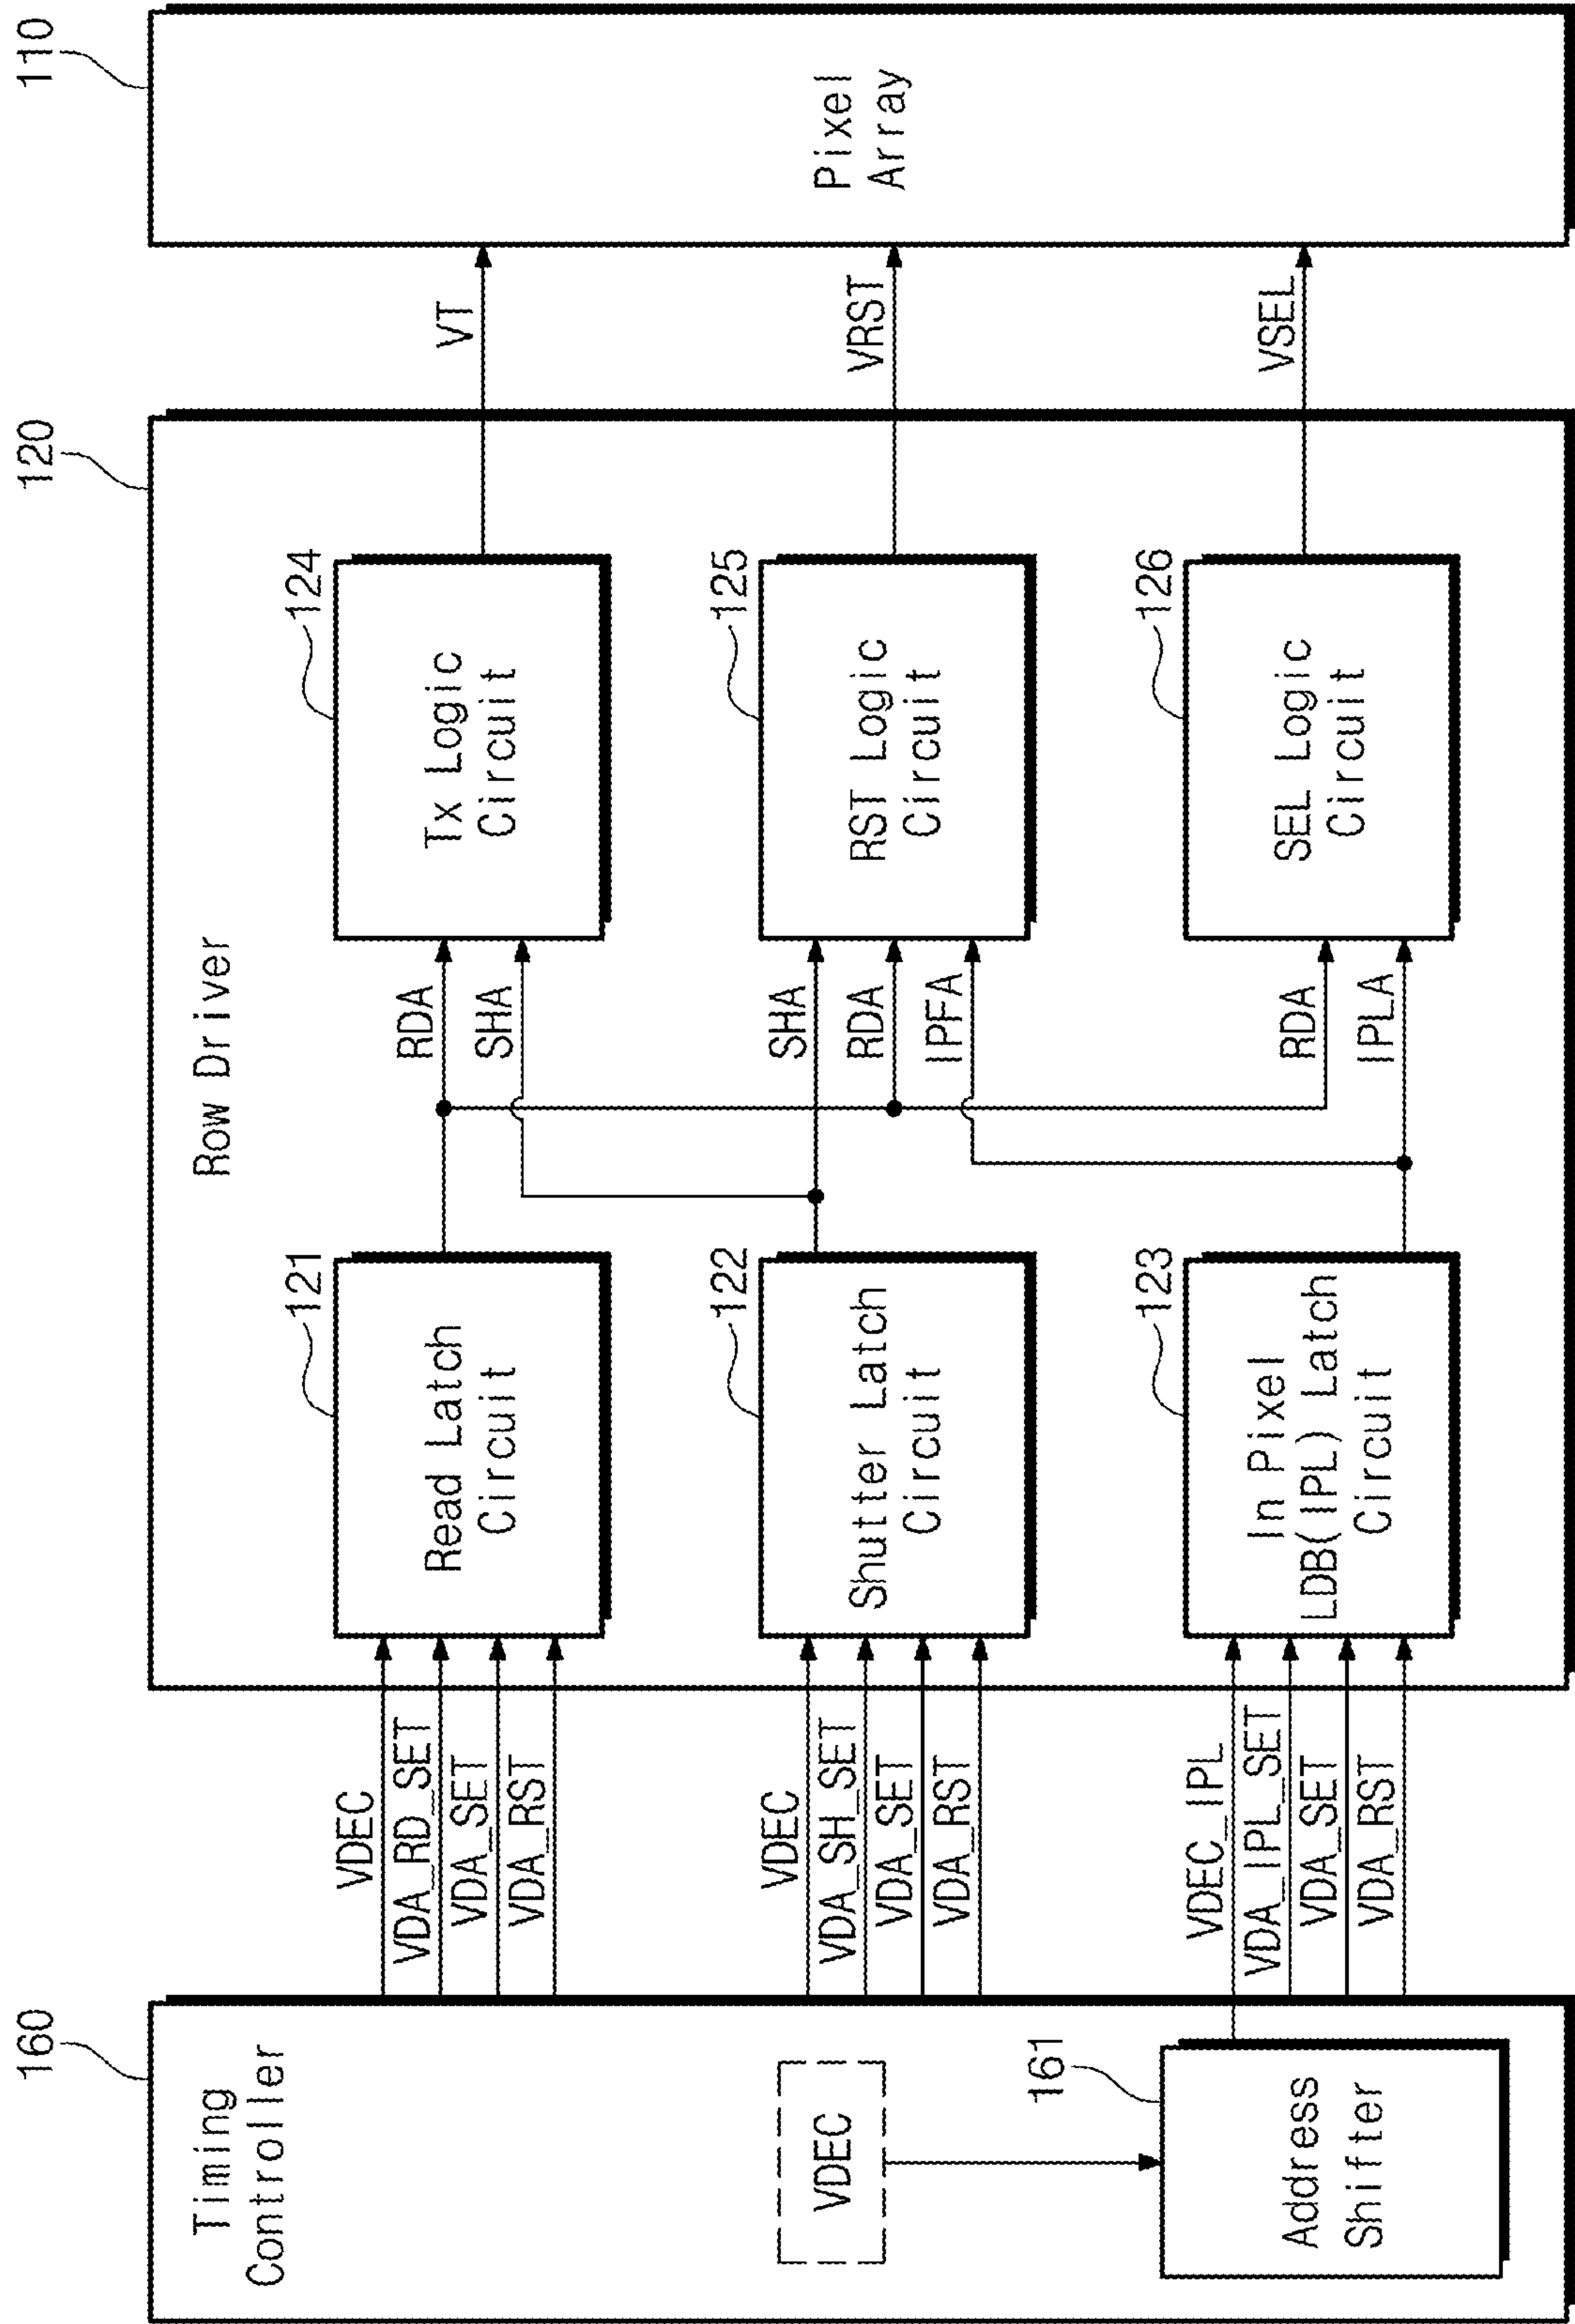 160
Timing
Controller
VDEC
161
Address
Shifter
VDEC
VDA_RD_SET
VDA_SET
VDA_RST
VDEC
VDA_SH_SET
VDA_SET
VDA_RST
VDEC_IPL
VDA_IPL_SET
VDA_SET
VDA_RST
120
Row Driver
121
Read Latch
Circuit
122
Shutter Latch
Circuit
123
In Pixel
LDB(IPL) Latch
Circuit
RDA
SHA
SHA
RDA
IPFA
RDA
IPLA
124
Tx Logic
Circuit
125
RST Logic
Circuit
126
SEL Logic
Circuit
VT
VRST
VSEL
110
Pixel
Array